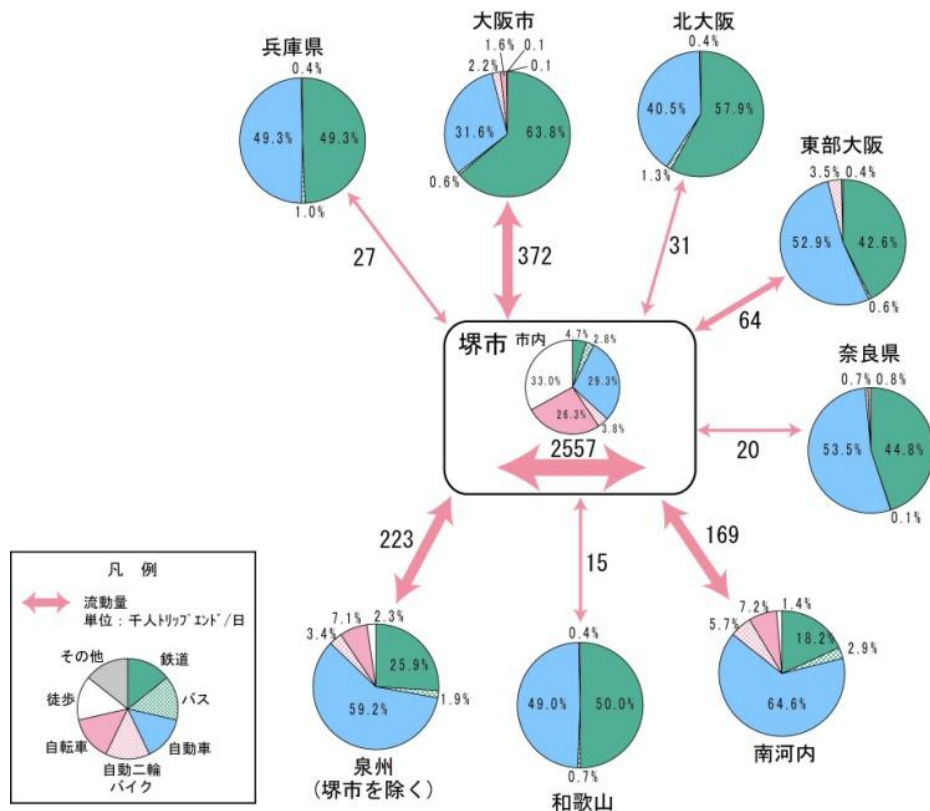 兵庫県
0.4%
49.3%
49.3%
1.0%
大阪市
1.6%
0.1
2.2%
0.1
31.6%
63.8%
0.6%
北大阪
0.4%
40.5%
57.9%
1.3%
東部大阪
3.5%
0.4%
52.9%
42.6%
0.6%
27
372
31
64
堺市 市内
4.7%
2.8%
33.0%
29.3%
26.3%
3.8%
2557
奈良県
0.7%
0.8%
53.5%
44.8%
0.1%
20
223
15
169
凡 例
流動量
単位：千人トリップエンド/日
その他
鉄道
徒歩
バス
自転車
自動車
自動二輪
バイク
7.1%
2.3%
3.4%
25.9%
1.9%
59.2%
泉州
(堺市を除く)
0.4%
49.0%
50.0%
0.7%
和歌山
7.2%
1.4%
5.7%
18.2%
2.9%
64.6%
南河内